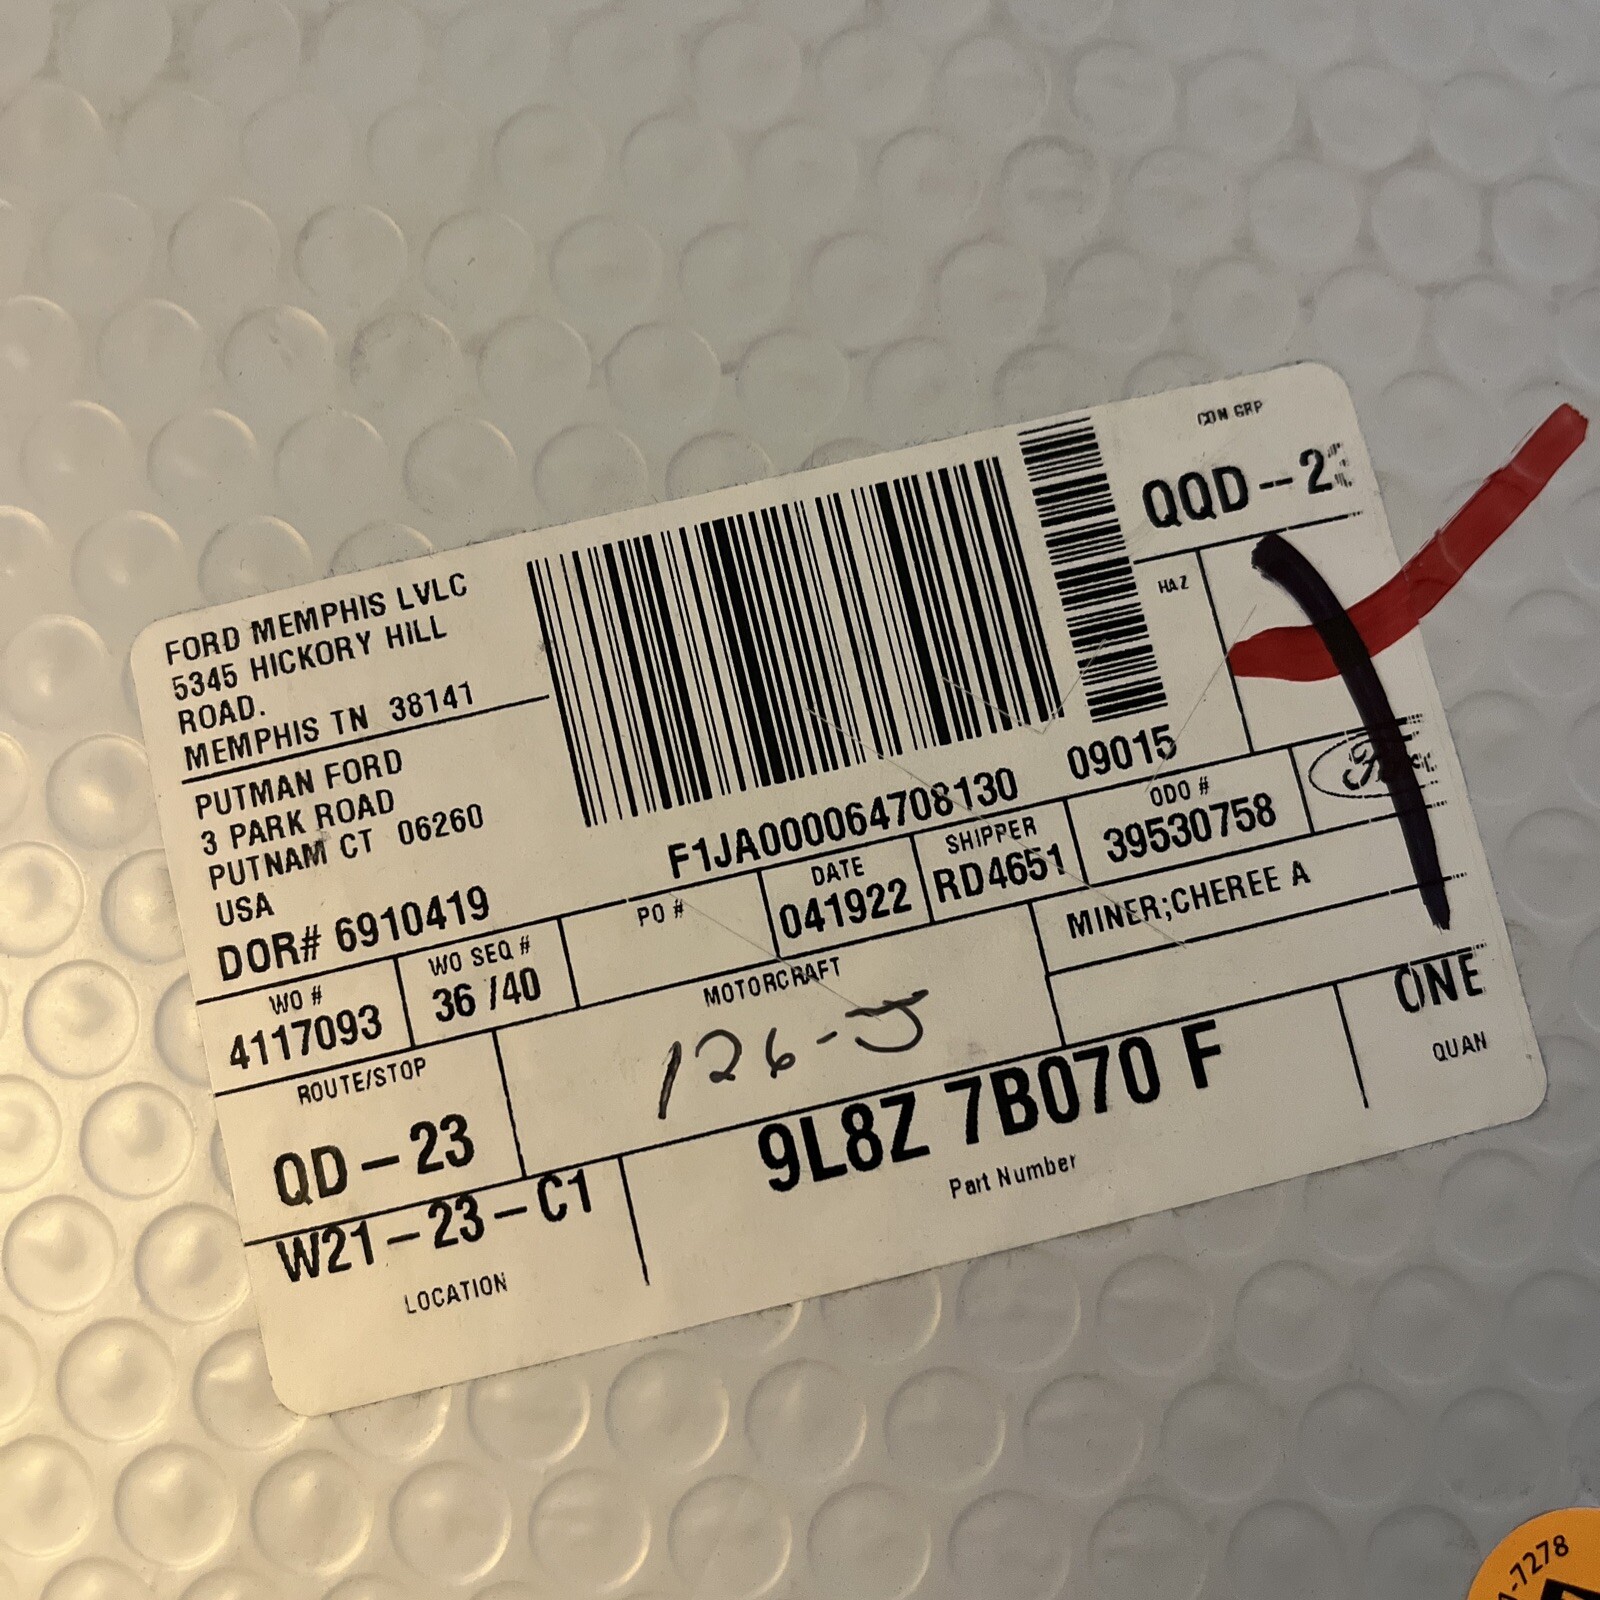 CON GRP
QQD-23
HAZ
FORD MEMPHIS LVLC
5345 HICKORY HILL
ROAD.
MEMPHIS TN 38141
PUTMAN FORD
3 PARK ROAD
PUTNAM CT 06260
USA
DOR# 6910419
F1JA000064708130 09015
WO #
4117093
WO SEQ #
36 /40
PO #
DATE
041922
SHIPPER
RD4651
ODO #
39530758
Ford
MINER;CHEREE A
ROUTE/STOP
QD-23
MOTORCRAFT
126-J
ONE
QUAN
W21-23-C1
LOCATION
9L8Z 7B070 F
Part Number
-7278